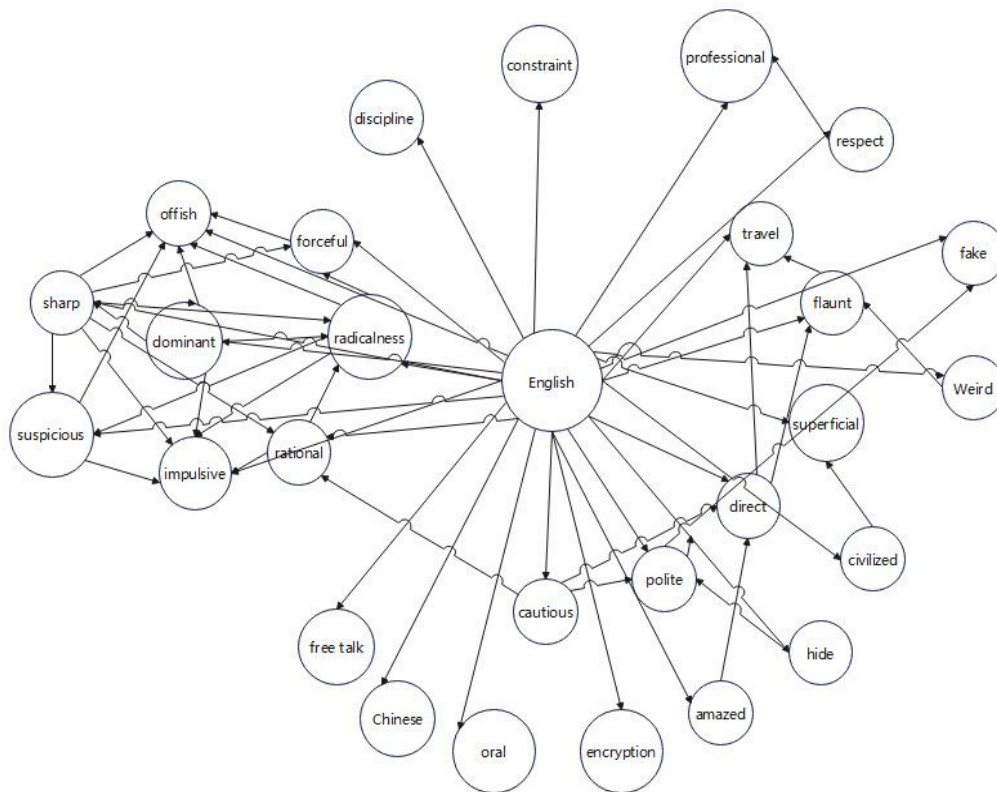 constraint
professional
discipline
respect
offish
forceful
travel
fake
sharp
dominant
radicalness
flaunt
English
Weird
suspicious
impulsive
rational
superficial
direct
civilized
cautious
polite
free talk
hide
Chinese
oral
encryption
amazed